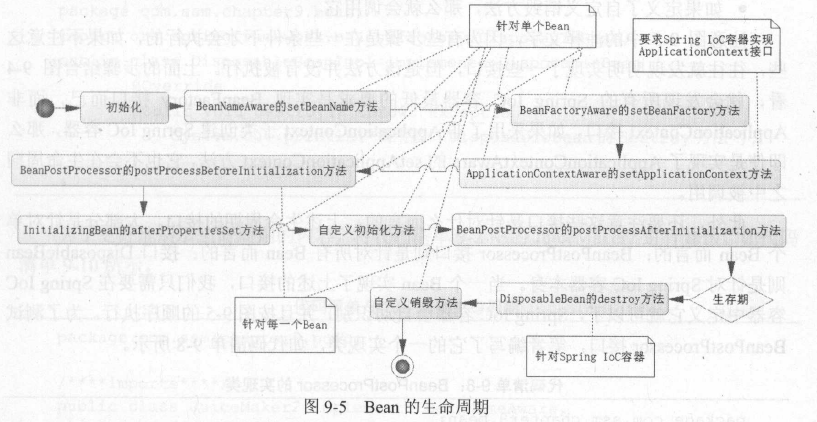 针对单个Bean
要求Spring IoC容器实现
ApplicationContext接口
初始化
BeanNameAware的setBeanName方法
BeanFactoryAware的setBeanFactory方法
BeanPostProcessor的postProcessBeforeInitialization方法
ApplicationContextAware的setApplicationContext方法
InitializingBean的afterPropertiesSet方法
自定义初始化方法
BeanPostProcessor的postProcessAfterInitialization方法
自定义销毁方法
DisposableBean的destroy方法
生存期
针对每一个Bean
针对Spring IoC容器
图 9-5 Bean 的生命周期